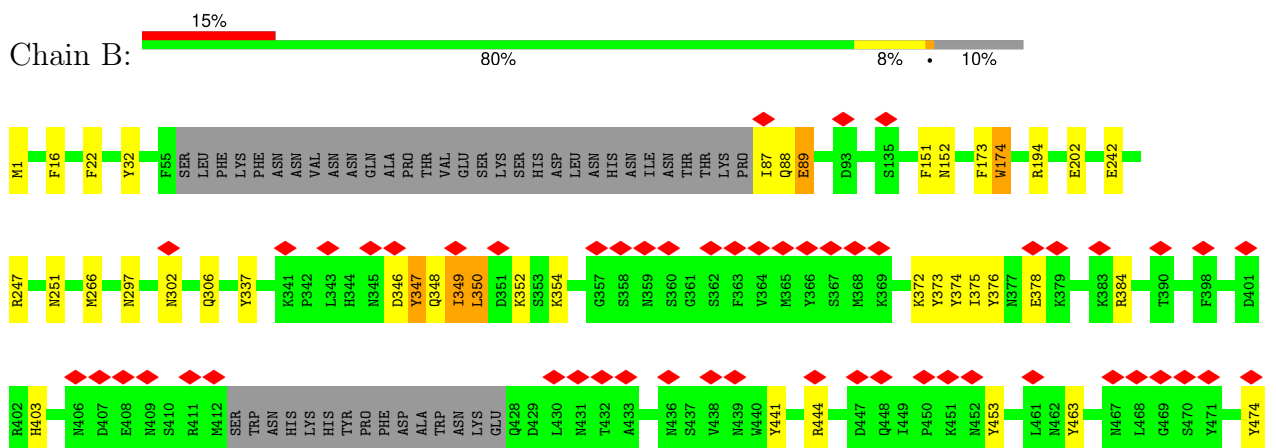 15%
Chain B:
80% 8% • 10%
M1 F16 F22 Y32 F55 SER LEU PHE LYS PHE ASN ASN VAL ASN ASN GLN ALA PRO THR VAL GLU SER LYS SER HIS ASP LEU ASN HIS ASN ILE ASN THR THR LYS PRO I87 Q88 E89 D93 S135 F151 N152 F173 W174 R194 E202 E242
R247 N251 M266 N297 N302 Q306 Y337 K341 P342 L343 H344 N345 D346 Y347 Q348 I349 L350 D351 K352 S353 K354 G357 S358 N359 S360 G361 S362 F363 V364 M365 Y366 S367 M368 K369 K372 Y373 Y374 I375 Y376 N377 E378 K379 K383 R384 T390 F398 D401
R402 H403 N406 D407 E408 N409 S410 R411 M412 SER TRP ASN HIS LYS HIS TYR PRO PHE ASP ALA TRP ASN LYS GLU Q428 D429 L430 N431 T432 A433 N436 S437 V438 N439 W440 Y441 R444 D447 Q448 I449 P450 K451 N452 Y453 L461 N462 Y463 N467 L468 G469 S470 Y471 Y474